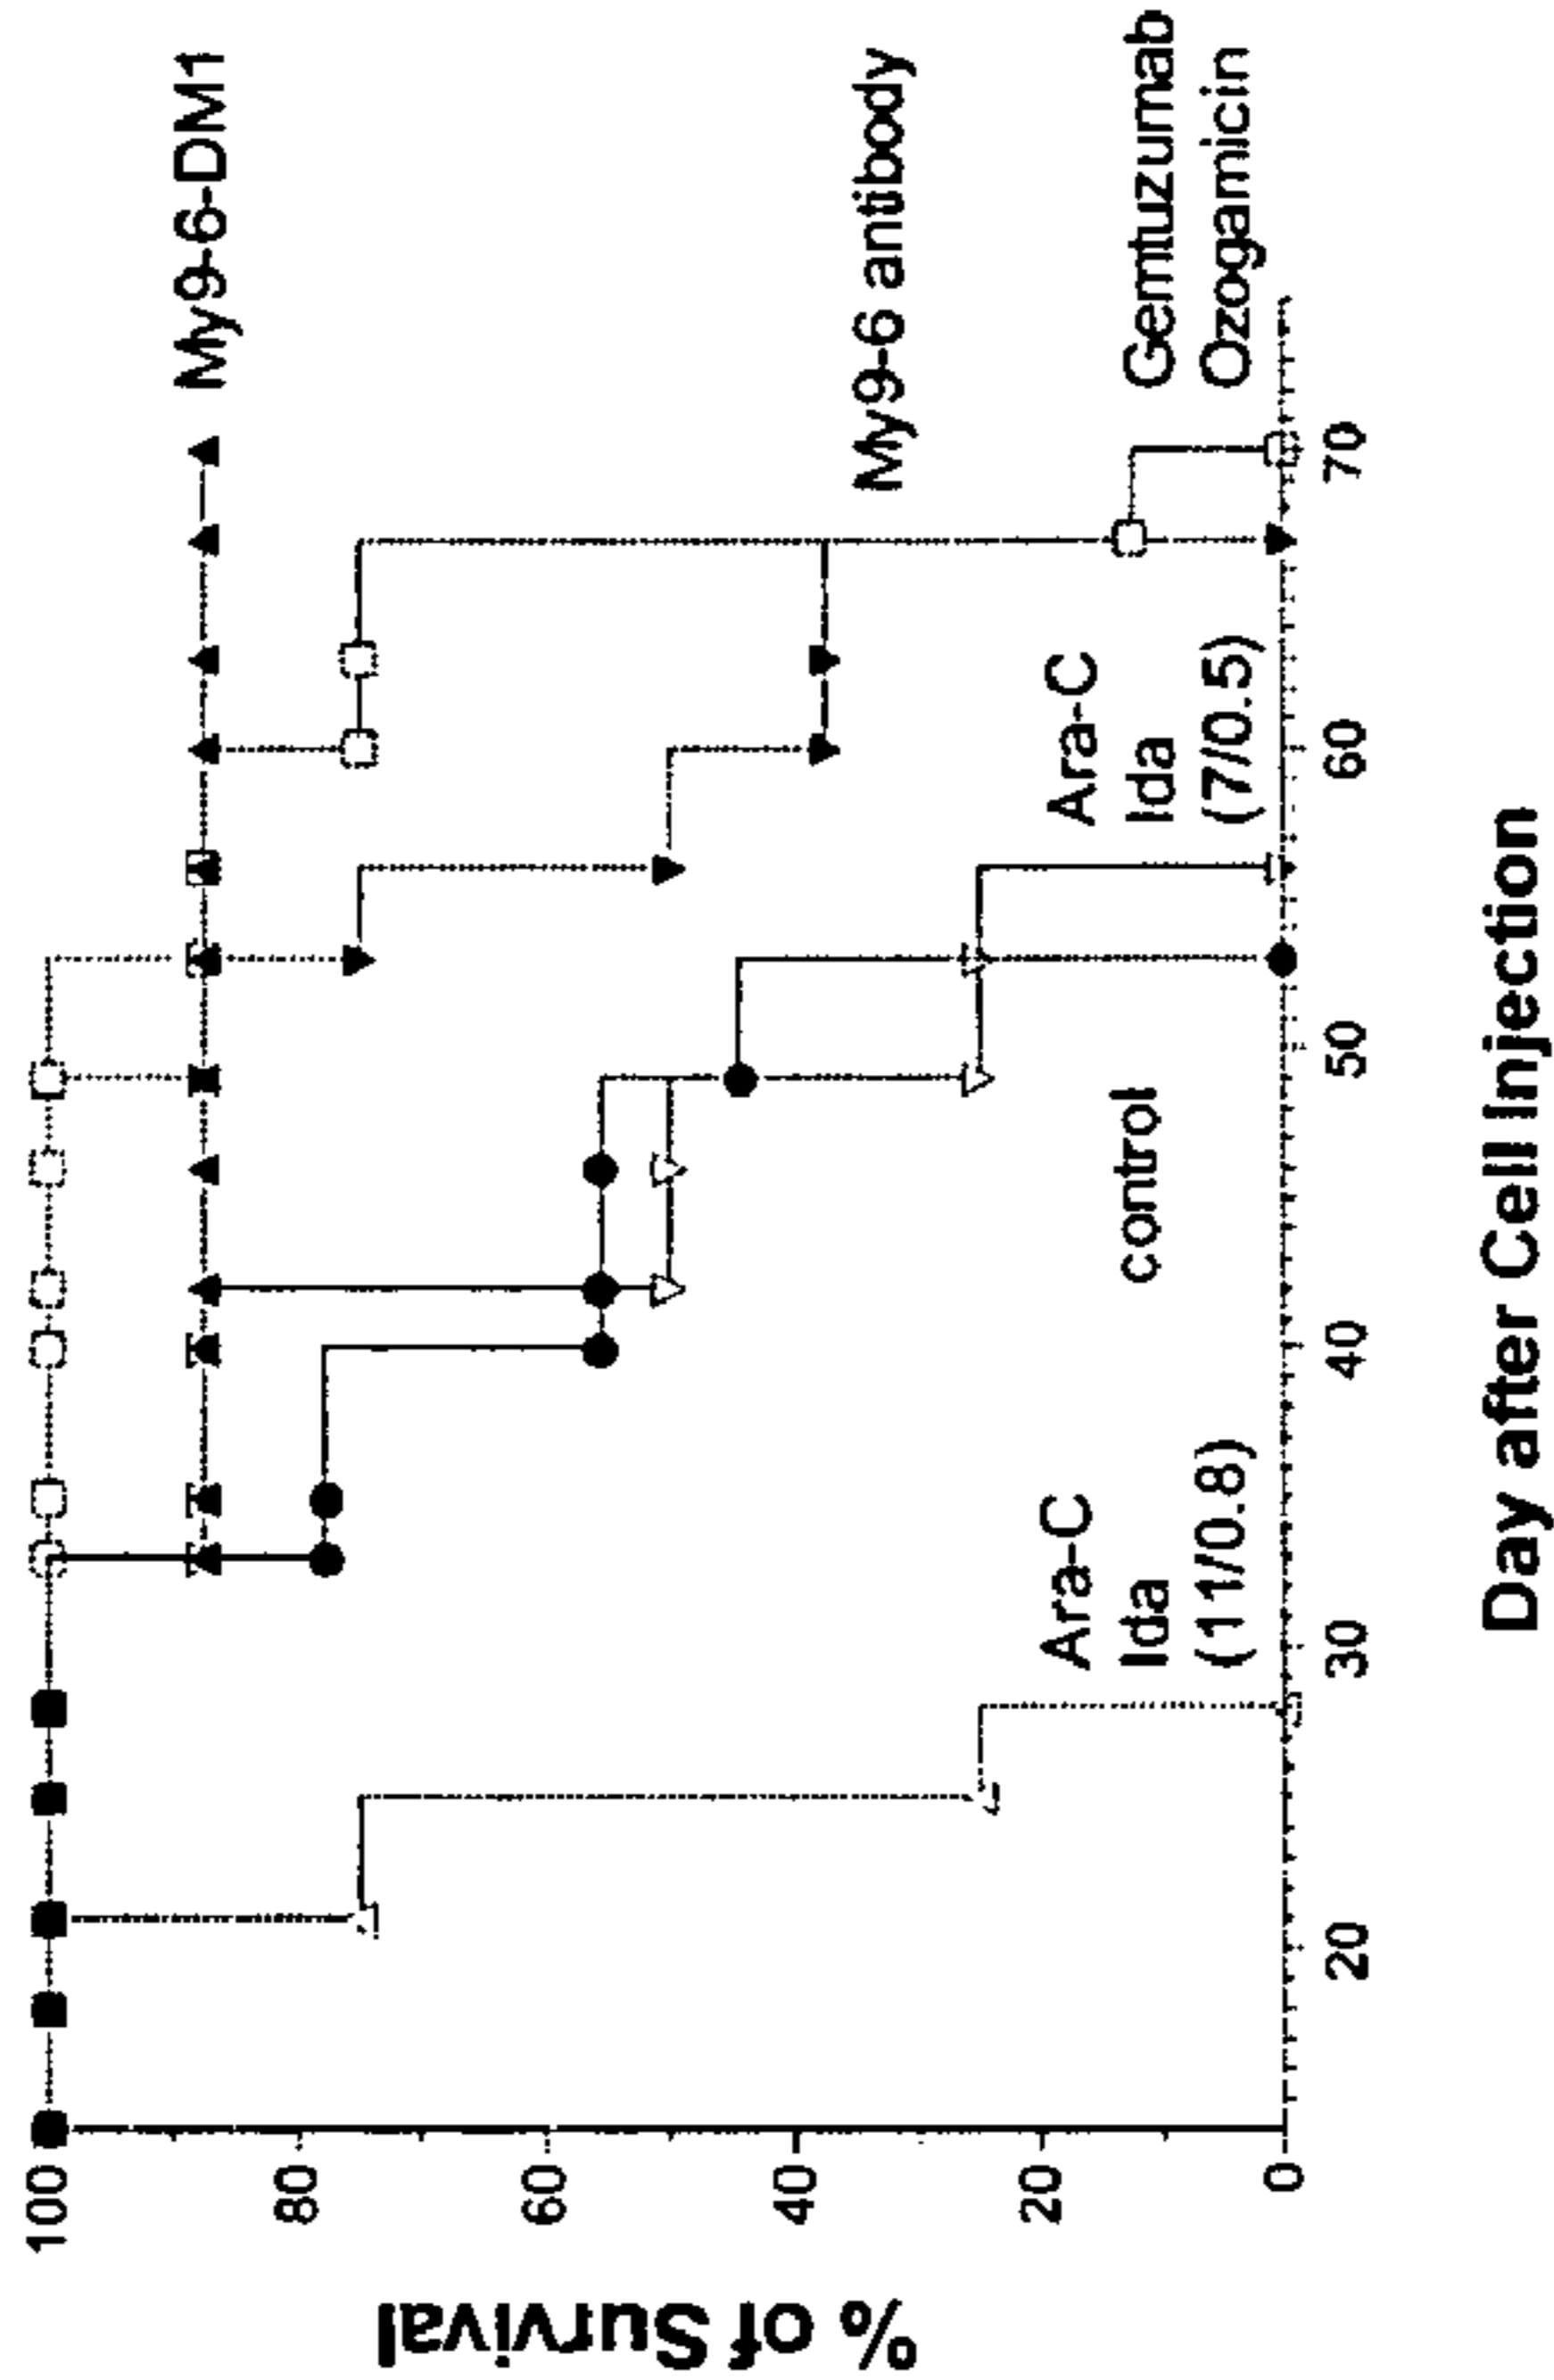 % of Survival
100
80
60
40
20
0
My9-6-DM1
My9-6 antibody
Gemtuzumab
Ozogamicin
Ara-C
Ida
(7/0.5)
control
Ara-C
Ida
(11/0.8)
20
30
40
50
60
70
Day after Cell Injection